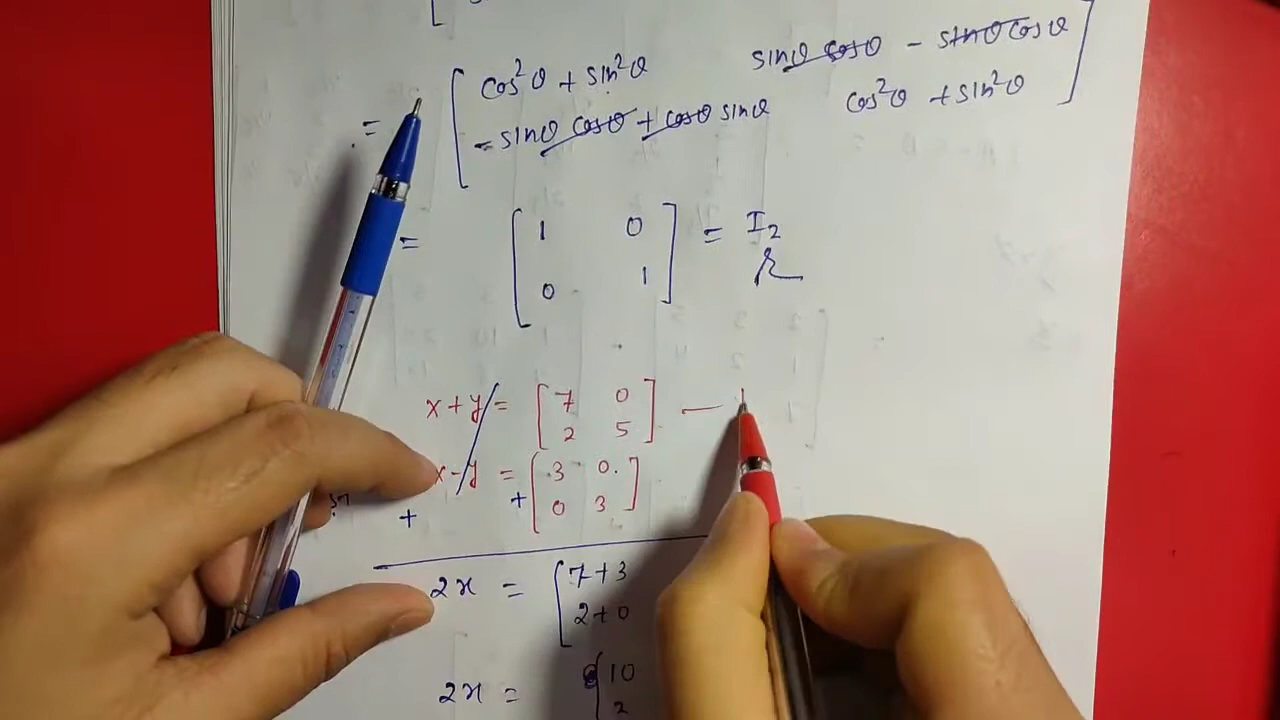 cos²θ + sin²θ sinθ cosθ - sinθ cosθ
= - sinθ cosθ + cosθ sinθ cos²θ + sin²θ
= 1 0 = I₂
0 1
x + y = [ 7 0 ] — 1
2 5
x - y = [ 3 0. ]
+ + 0 3
2x = [ 7+3
2+0
2x = [ 10
2